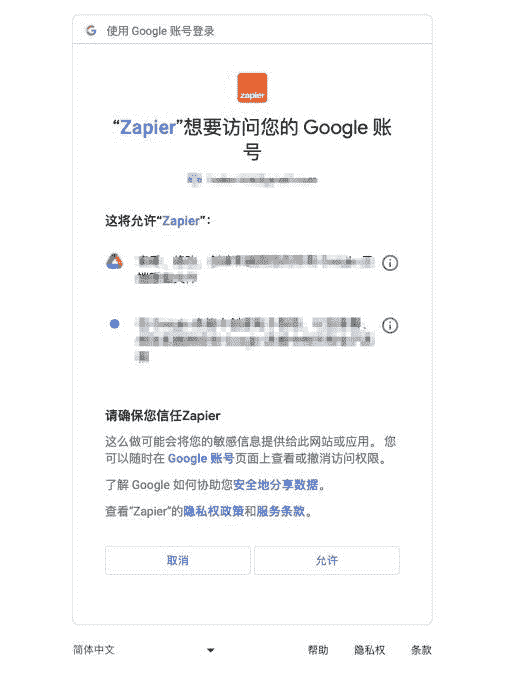 使用 Google 账号登录
zapier
“Zapier”想要访问您的 Google 账
号
这将允许“Zapier”：
请确保您信任Zapier
这么做可能会将您的敏感信息提供给此网站或应用。 您
可以随时在 Google 账号页面上查看或撤消访问权限。
了解 Google 如何协助您安全地分享数据。
查看“Zapier”的隐私权政策和服务条款。
取消 允许
简体中文 帮助 隐私权 条款